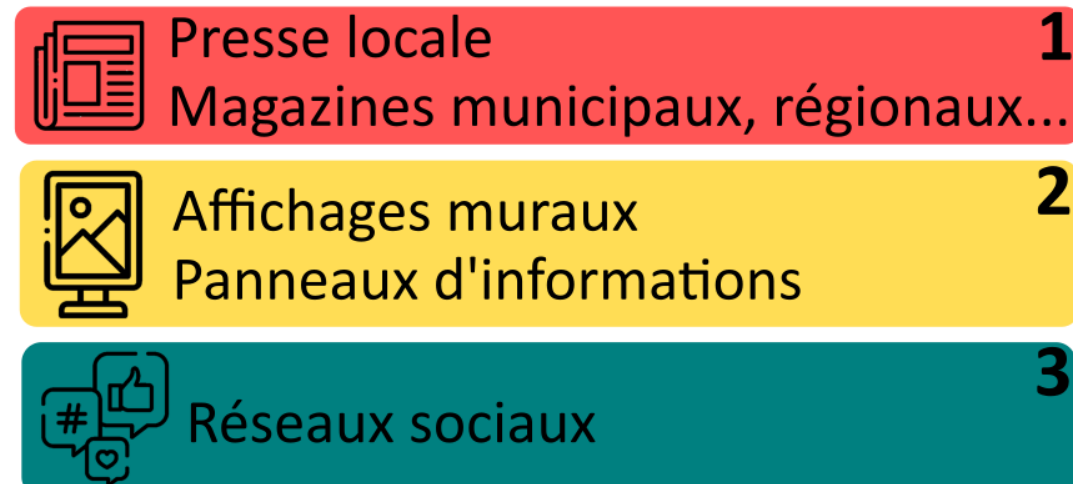 Presse locale 1
Magazines municipaux, régionaux...
Affichages muraux 2
Panneaux d'informations
3
Réseaux sociaux
#